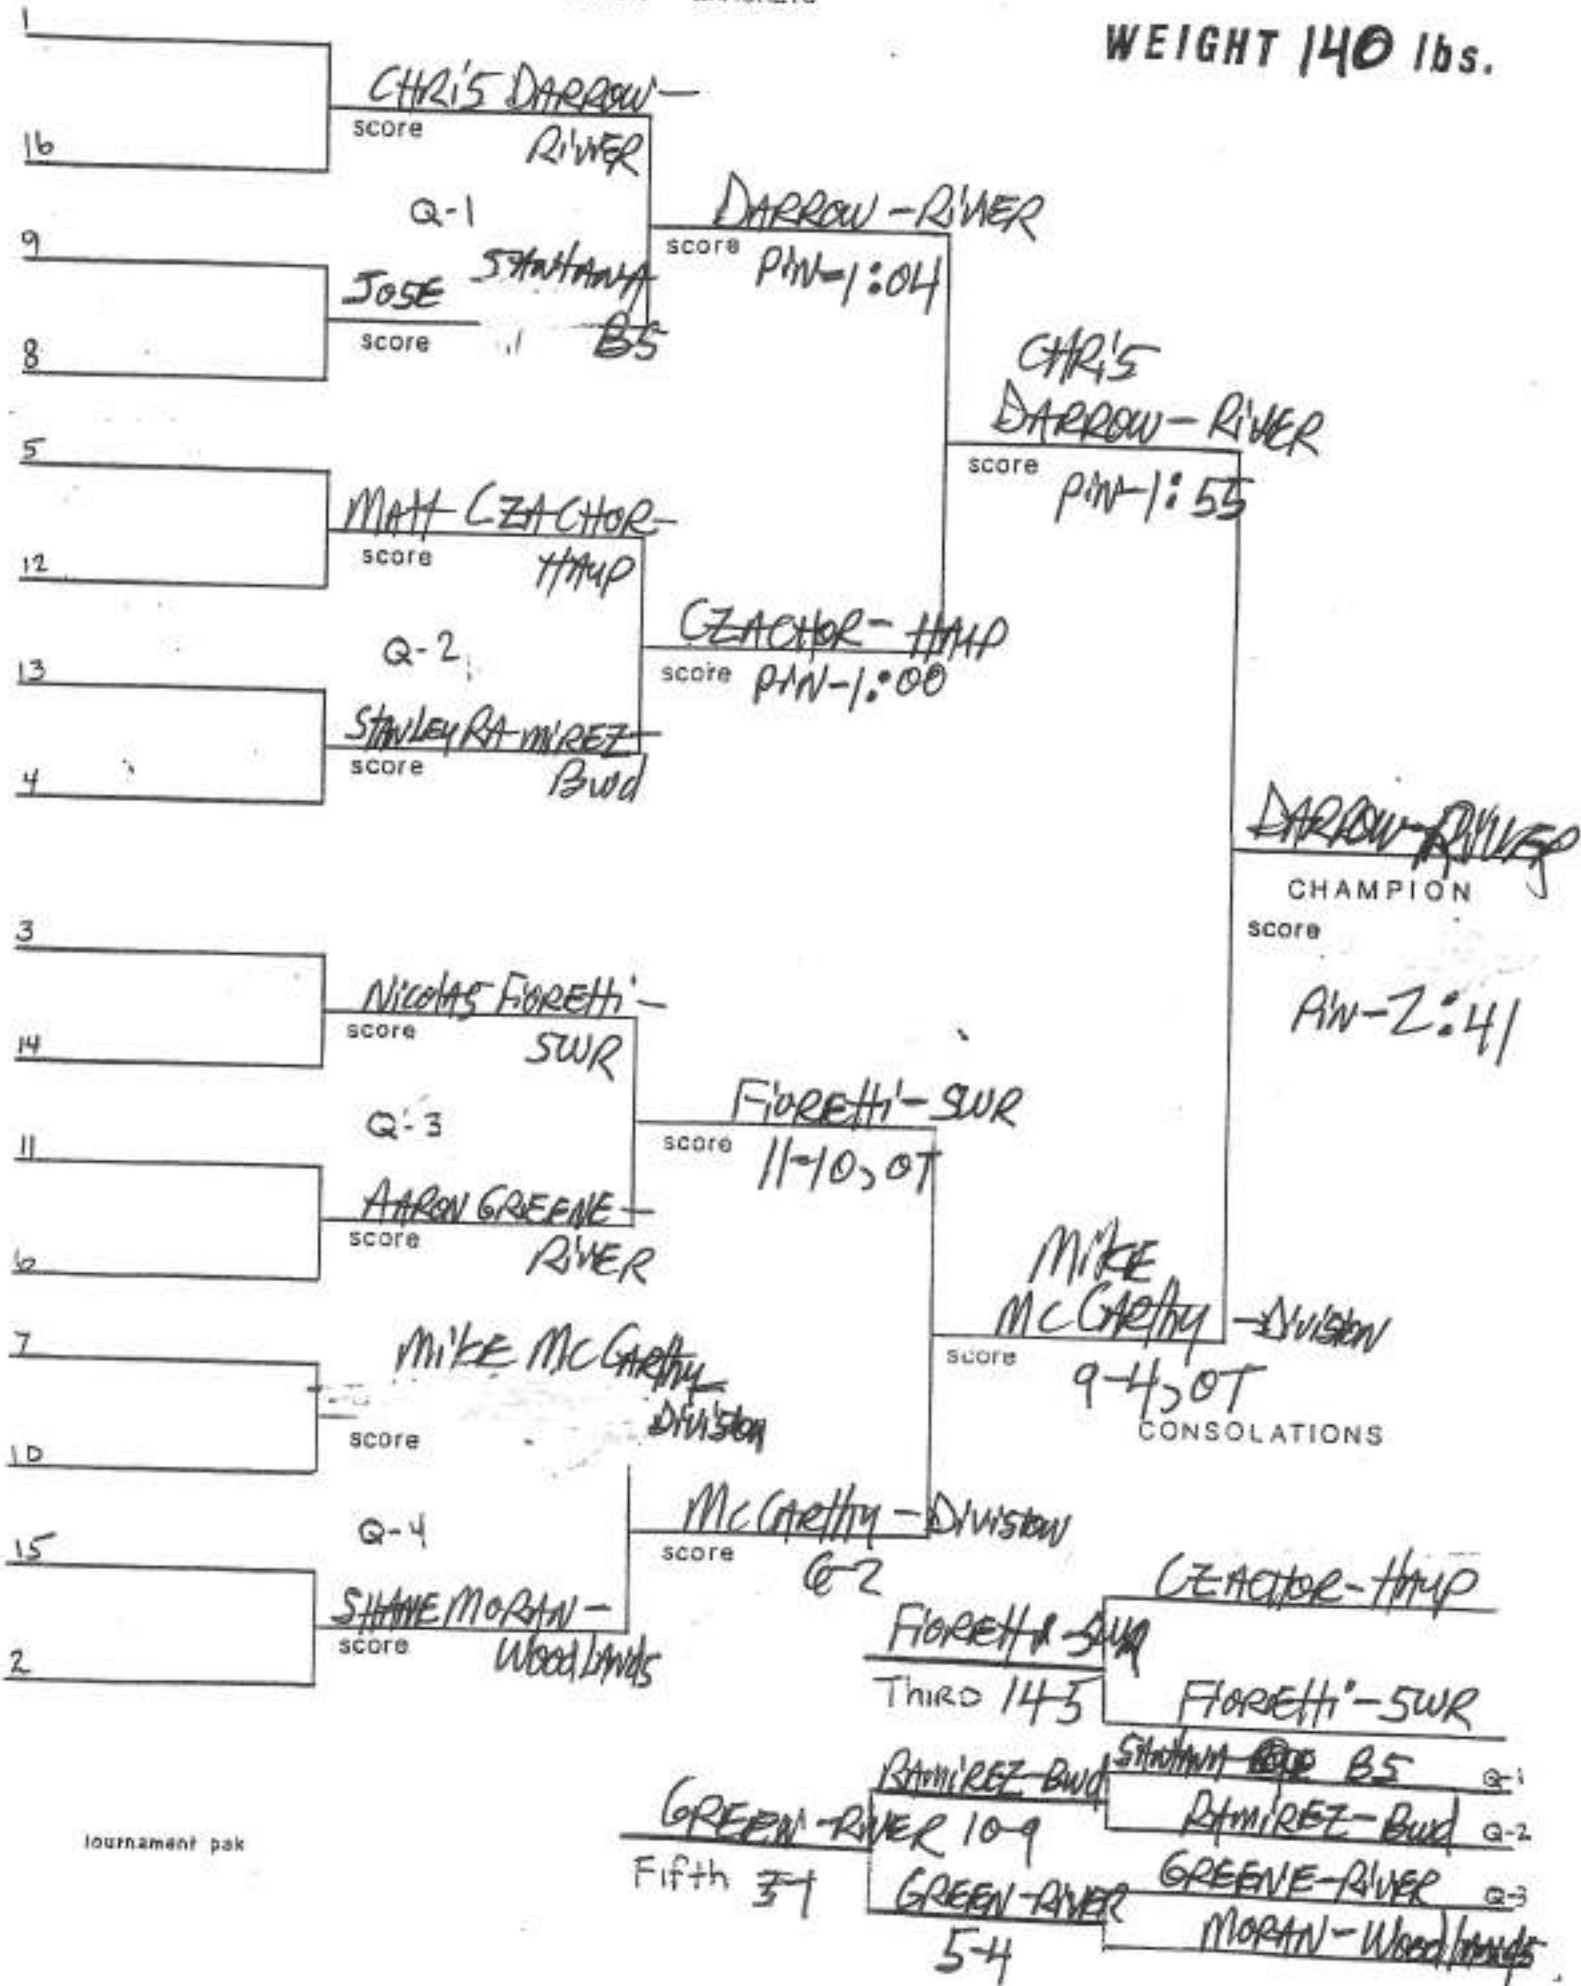 WEIGHT 140 lbs.
1
CHRIS DARROW -
score
RIVER
16
Q-1
DARROW - RIVER
score
PIN-1:04
9
JOSE SANTANA
score
BS
8
CHRIS
DARROW - RIVER
score
PIN-1:55
5
MATT CZACHOR-
score
HAUP
12
Q-2
CZACHOR - HAUP
score
PIN-1:00
13
STANLEY RAMIREZ-
score
BWD
4
DARROW-RIVER
CHAMPION
score
PIN-2:41
3
NICOLAS FIORETTI -
score
SWR
14
Q-3
FIORETTI - SWR
score
11-10, OT
11
AARON GREENE -
score
RIVER
6
MIKE
MCCARTHY - DIVISION
score
9-4, OT
CONSOLATIONS
7
MIKE MCCARTHY-
DIVISION
score
10
Q-4
MCCARTHY - DIVISION
score
6-2
15
SHANE MORAN -
score
WOODLANDS
2
CZACHOR - HAUP
FIORETTI - SWR
THIRD 14-5
FIORETTI - SWR
SANTANA BS Q-1
RAMIREZ-BWD
RAMIREZ-BWD Q-2
10-9
GREEN-RIVER
Fifth
GREENE-RIVER Q-3
GREEN-RIVER
MORAN-WOODLANDS
5-4
Tournament pak